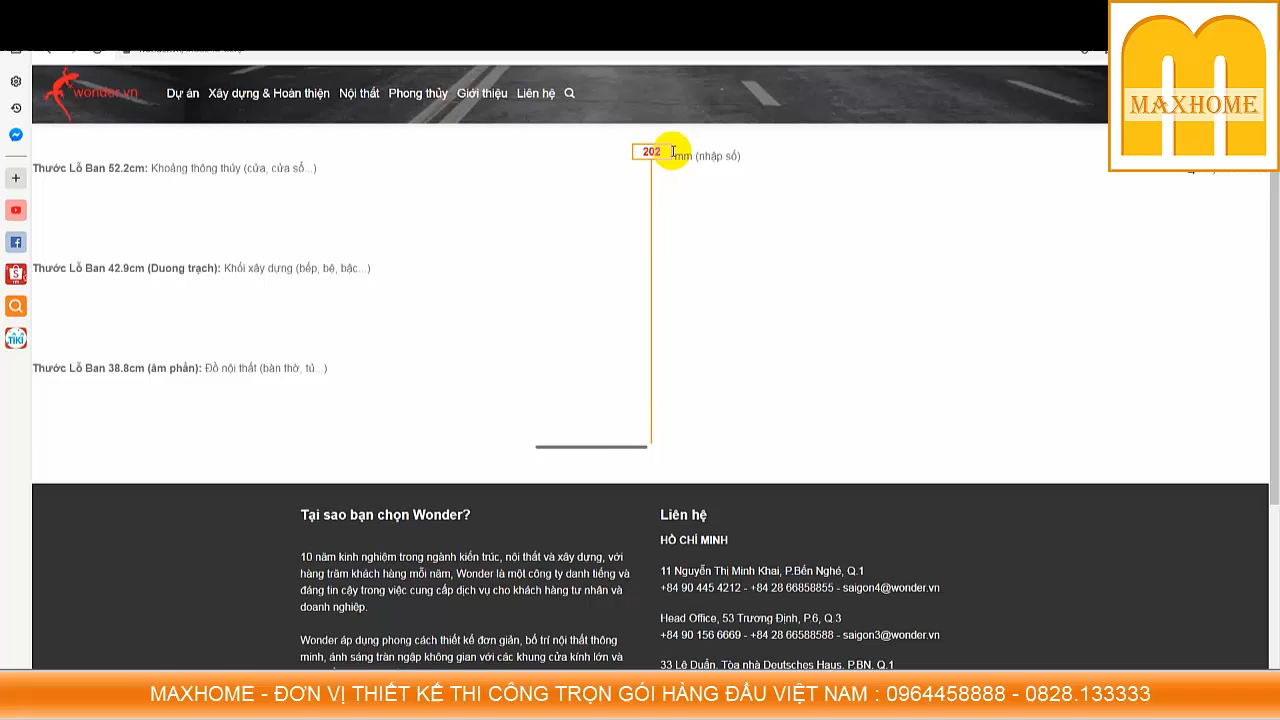 MAXHOME
wonder.vn
Dự án Xây dựng & Hoàn thiện Nội thất Phong thủy Giới thiệu Liên hệ
202 mm (nhập số)
Thước Lỗ Ban 52.2cm: Khoảng thông thủy (cửa, cửa sổ...)
Thước Lỗ Ban 42.9cm (Duong trạch): Khối xây dựng (bếp, bệ, bậc...)
Thước Lỗ Ban 38.8cm (âm phần): Đồ nội thất (bàn thờ, tủ...)
Tại sao bạn chọn Wonder?
10 năm kinh nghiệm trong ngành kiến trúc, nội thất và xây dựng, với
hàng trăm khách hàng mỗi năm, Wonder là một công ty danh tiếng và
đáng tin cậy trong việc cung cấp dịch vụ cho khách hàng tư nhân và
doanh nghiệp.
Wonder áp dụng phong cách thiết kế đơn giản, bố trí nội thất thông
minh, ánh sáng tràn ngập không gian với các khung cửa kính lớn và
Liên hệ
HỒ CHÍ MINH
11 Nguyễn Thị Minh Khai, P.Bến Nghé, Q.1
+84 90 445 4212 - +84 28 66858855 - saigon4@wonder.vn
Head Office, 53 Trương Định, P.6, Q.3
+84 90 156 6669 - +84 28 66588588 - saigon3@wonder.vn
33 Lê Duẩn, Tòa nhà Deutsches Haus, P.BN, Q.1
TIKI
MAXHOME - ĐƠN VỊ THIẾT KẾ THI CÔNG TRỌN GÓI HÀNG ĐẦU VIỆT NAM : 0964458888 - 0828.133333